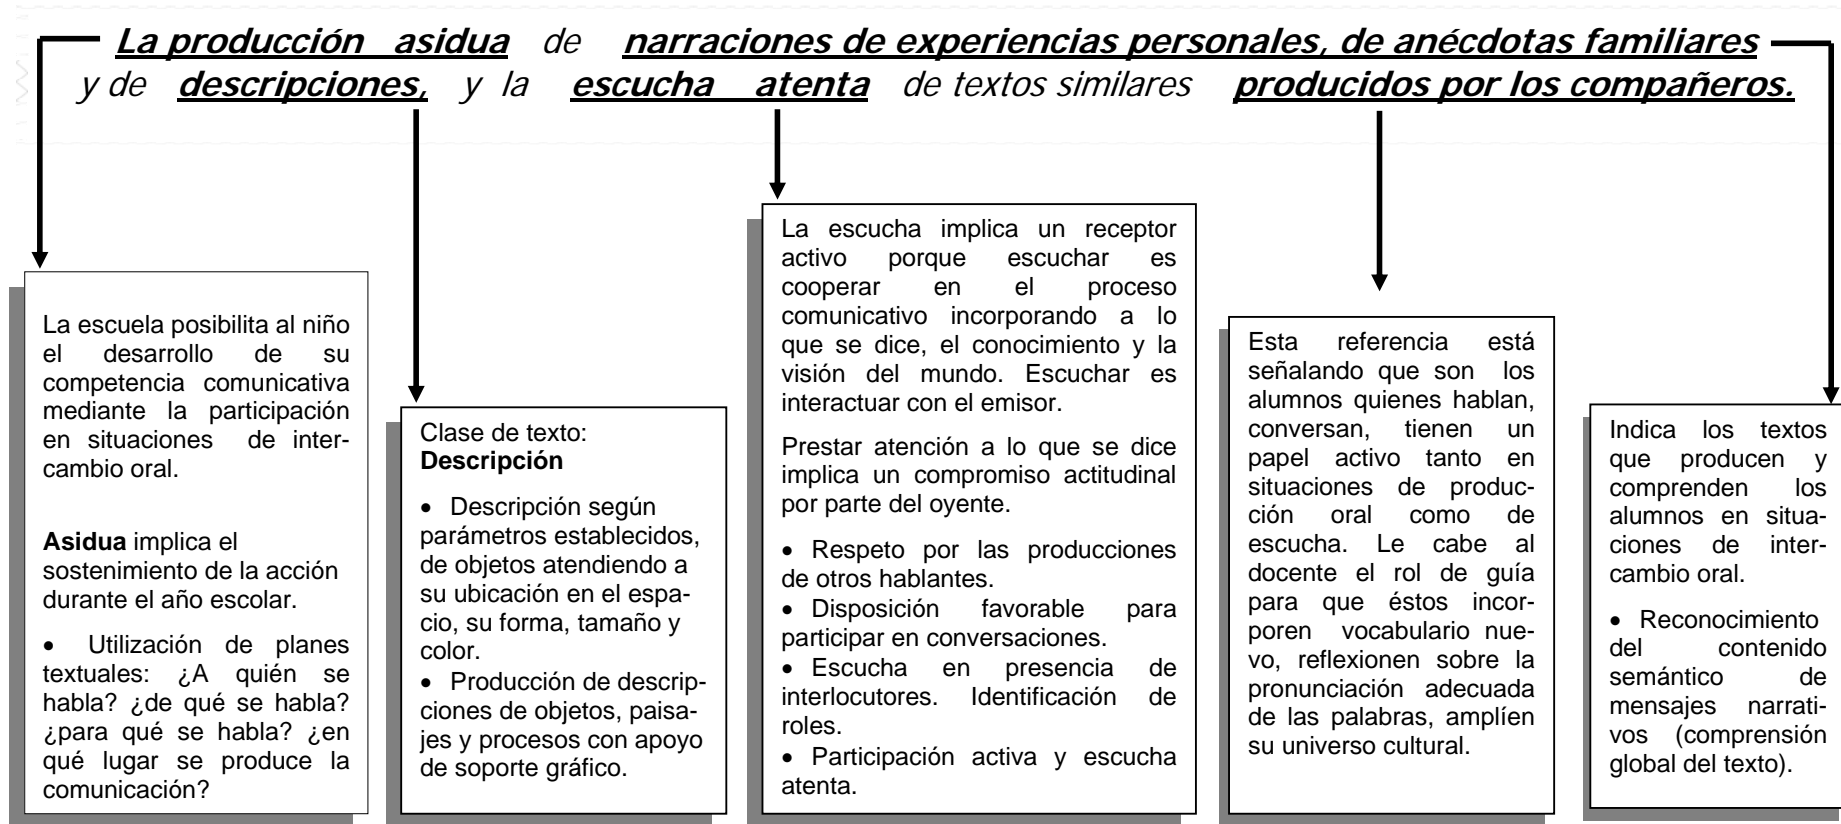 La producción asidua de narraciones de experiencias personales, de anécdotas familiares
y de descripciones, y la escucha atenta de textos similares producidos por los compañeros.
La escuela posibilita al niño
el desarrollo de su
competencia comunicativa
mediante la participación
en situaciones de inter-
cambio oral.
Asidua implica el
sostenimiento de la acción
durante el año escolar.
• Utilización de planes
textuales: ¿A quién se
habla? ¿de qué se habla?
¿para qué se habla? ¿en
qué lugar se produce la
comunicación?
Clase de texto:
Descripción
• Descripción según
parámetros establecidos,
de objetos atendiendo a
su ubicación en el espa-
cio, su forma, tamaño y
color.
• Producción de descrip-
ciones de objetos, paisa-
jes y procesos con apoyo
de soporte gráfico.
La escucha implica un receptor
activo porque escuchar es
cooperar en el proceso
comunicativo incorporando a lo
que se dice, el conocimiento y la
visión del mundo. Escuchar es
interactuar con el emisor.
Prestar atención a lo que se dice
implica un compromiso actitudinal
por parte del oyente.
• Respeto por las producciones
de otros hablantes.
• Disposición favorable para
participar en conversaciones.
• Escucha en presencia de
interlocutores. Identificación de
roles.
• Participación activa y escucha
atenta.
Esta referencia está
señalando que son los
alumnos quienes hablan,
conversan, tienen un
papel activo tanto en
situaciones de produc-
ción oral como de
escucha. Le cabe al
docente el rol de guía
para que éstos incor-
poren vocabulario nue-
vo, reflexionen sobre la
pronunciación adecuada
de las palabras, amplíen
su universo cultural.
Indica los textos
que producen y
comprenden los
alumnos en situa-
ciones de inter-
cambio oral.
• Reconocimiento
del contenido
semántico de
mensajes narrati-
vos (comprensión
global del texto).